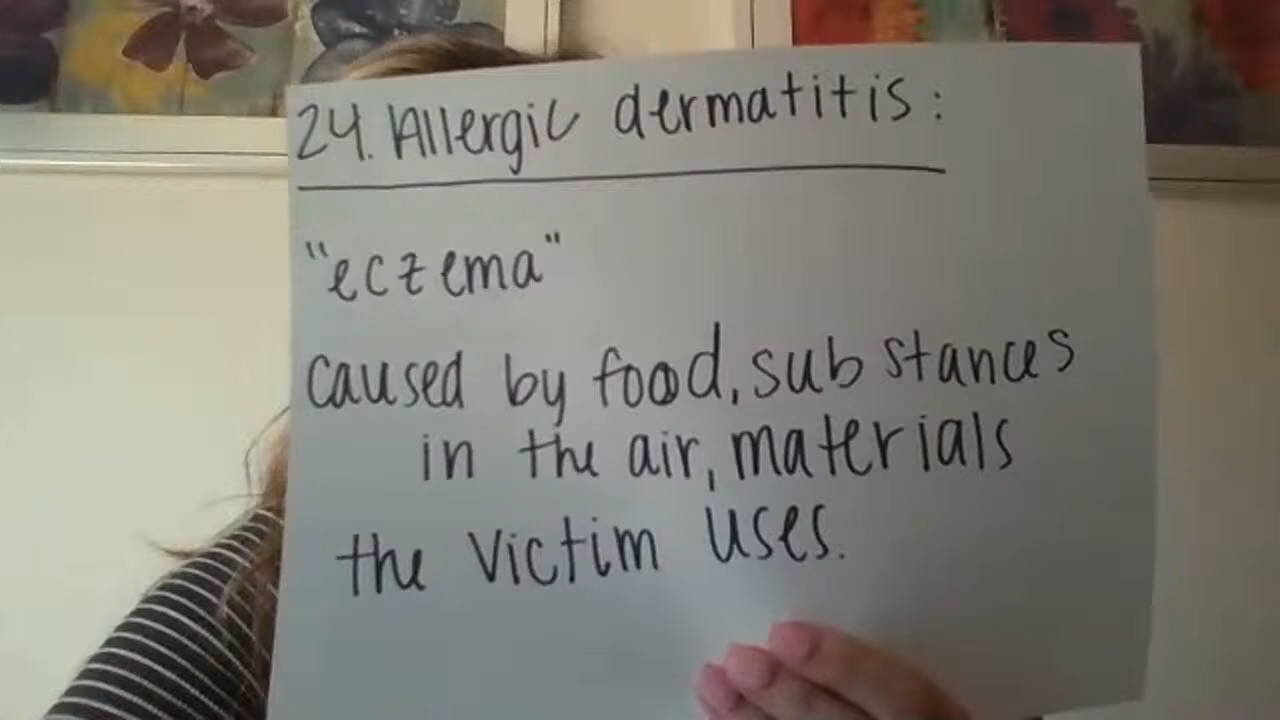 24. Allergic dermatitis:
"eczema"
caused by food, substances
in the air, materials
the victim uses.